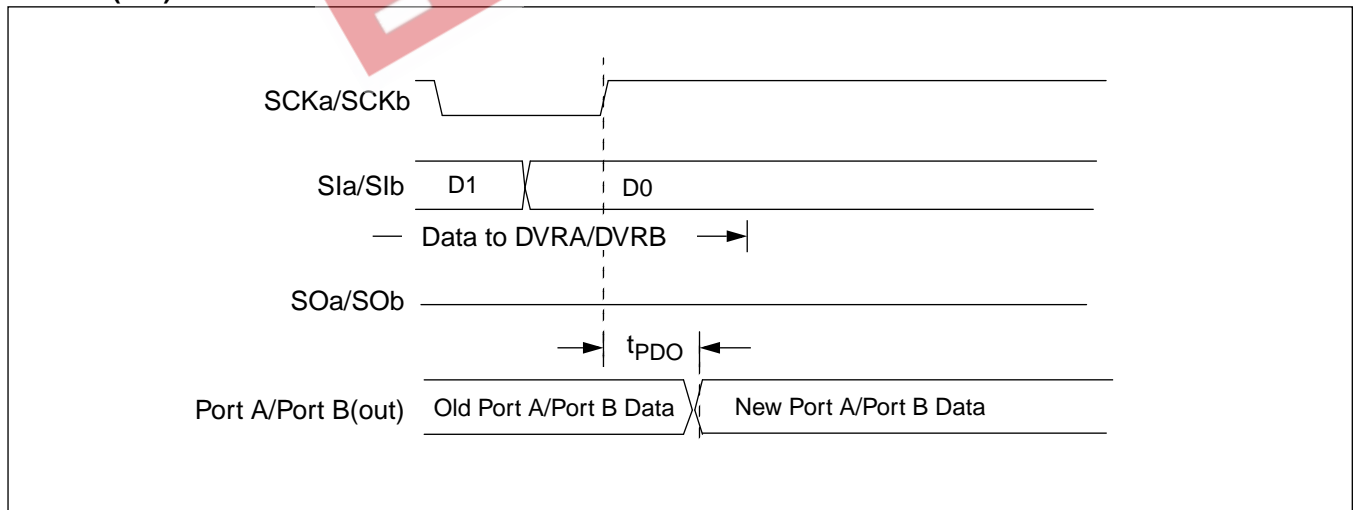 SCKa/SCKb
SIa/SIb D1 D0
Data to DVRA/DVRB
SOa/SOb
tPDO
Port A/Port B(out) Old Port A/Port B Data New Port A/Port B Data